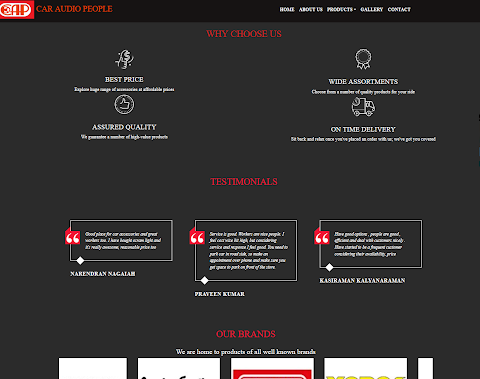 CAP
CAR AUDIO PEOPLE
HOME ABOUT US PRODUCTS GALLERY CONTACT
WHY CHOOSE US
BEST PRICE
Explore huge range of accessories at affordable prices
WIDE ASSORTMENTS
Choose from a number of quality products for your ride
ASSURED QUALITY
We guarantee a number of high-value products
ON TIME DELIVERY
Sit back and relax once you've placed an order with us; we've got you covered
TESTIMONIALS
Good place for car accessories and great
workers too. I have bought xenon light and
it's really awesome, reasonable price too
NARENDRAN NAGAIAH
Service is good. Workers are nice people. I
feel cost wise bit high, but considering
service and response I feel good. You need to
park car in road side, so make an
appointment over phone and make sure you
get space to park on front of the store.
PRAVEEN KUMAR
Have good options , people are good ,
efficient and deal with customers nicely .
Have started to be a frequent customer
considering their availability, price
KASIRAMAN KALYANARAMAN
OUR BRANDS
We are home to products of all well known brands